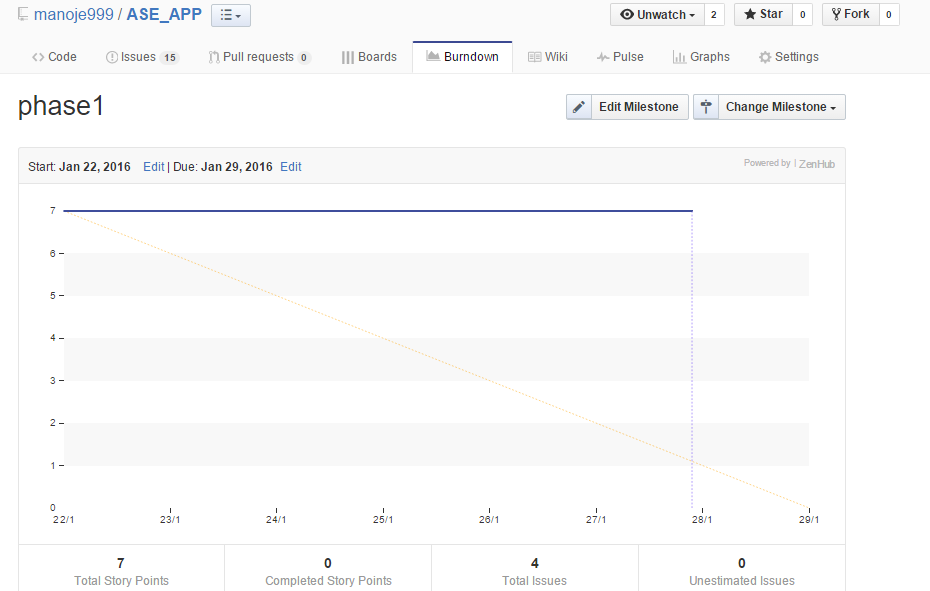 manoje999 / ASE_APP
Unwatch 2 Star 0 Fork 0
Code Issues 15 Pull requests 0 Boards Burndown Wiki Pulse Graphs Settings
phase1
Edit Milestone Change Milestone
Start: Jan 22, 2016 Edit | Due: Jan 29, 2016 Edit
Powered by | ZenHub
7
6
5
4
3
2
1
0
22/1 23/1 24/1 25/1 26/1 27/1 28/1 29/1
7 0 4 0
Total Story Points Completed Story Points Total Issues Unestimated Issues